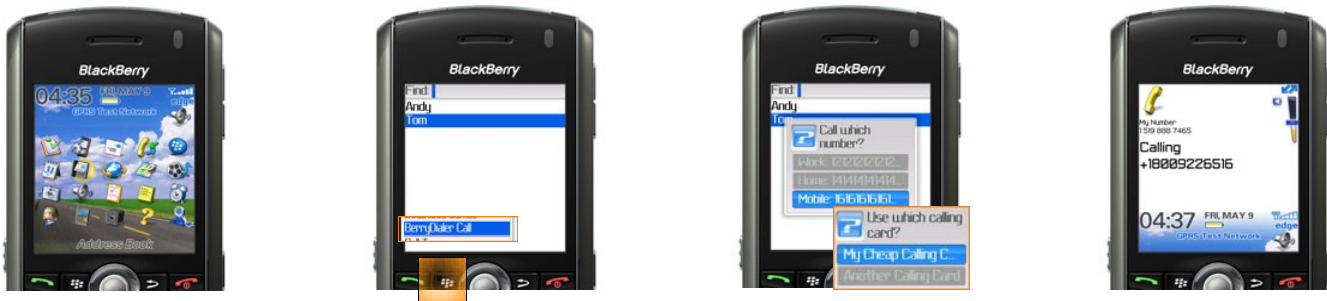 BlackBerry
04:35 FRI, MAY 9
edge
GPRS Test Network
31
Address Book
BlackBerry
Find:
Andy
Tom
BerryDialer Call
BlackBerry
Find:
Andy
Tom
Call which
number?
Work: 1212121212...
Home: 1414141414...
Mobile: 16161616161...
Use which calling
card?
My Cheap Calling C...
Another Calling Card
BlackBerry
My Number
1 519 888 7465
Calling
+18009226516
04:37 FRI, MAY 9
edge
GPRS Test Network